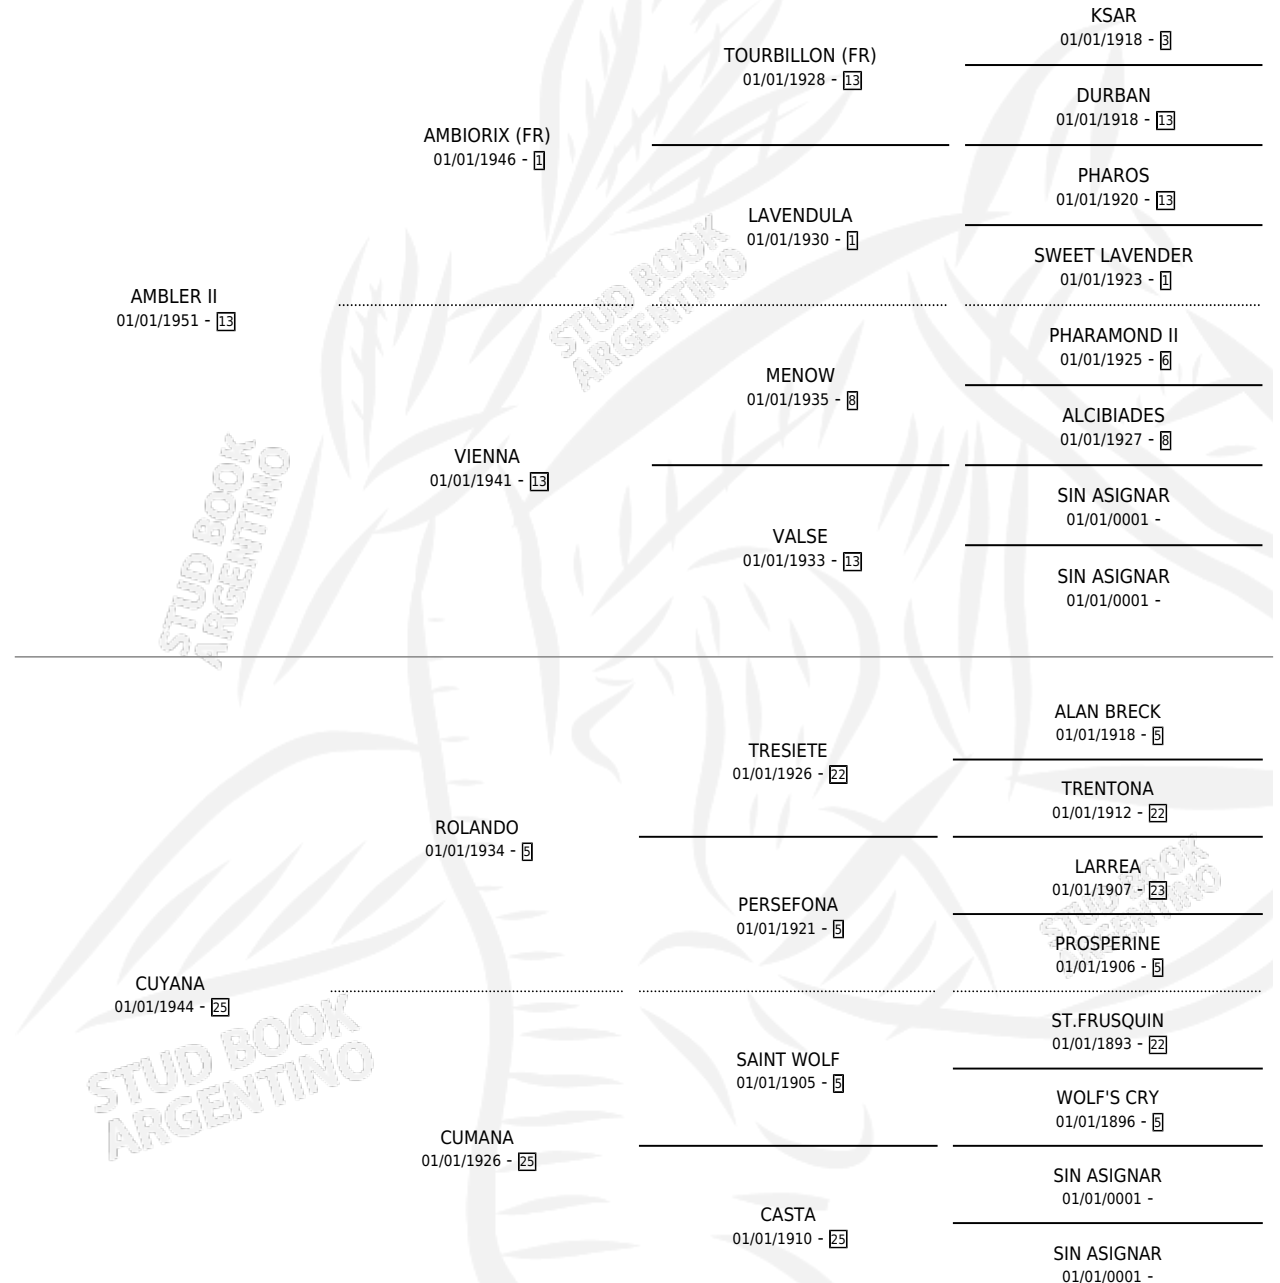 KSAR
01/01/1918 - 3
TOURBILLON (FR)
01/01/1928 - 13
DURBAN
01/01/1918 - 13
AMBIORIX (FR)
01/01/1946 - 1
PHAROS
01/01/1920 - 13
LAVENDULA
01/01/1930 - 1
SWEET LAVENDER
01/01/1923 - 1
AMBLER II
01/01/1951 - 13
STUD BOOK
ARGENTINO
PHARAMOND II
01/01/1925 - 6
MENOW
01/01/1935 - 8
ALCIBIADES
01/01/1927 - 8
VIENNA
01/01/1941 - 13
SIN ASIGNAR
01/01/0001 -
VALSE
01/01/1933 - 13
SIN ASIGNAR
01/01/0001 -
STUD BOOK
ARGENTINO
ALAN BRECK
01/01/1918 - 5
TRESIETE
01/01/1926 - 22
TRENTONA
01/01/1912 - 22
ROLANDO
01/01/1934 - 5
LARREA
01/01/1907 - 23
PERSEFONA
01/01/1921 - 5
STUD BOOK
ARGENTINO
PROSPERINE
01/01/1906 - 5
CUYANA
01/01/1944 - 25
ST.FRUSQUIN
01/01/1893 - 22
SAINT WOLF
01/01/1905 - 5
STUD BOOK
ARGENTINO
WOLF'S CRY
01/01/1896 - 5
CUMANA
01/01/1926 - 25
SIN ASIGNAR
01/01/0001 -
CASTA
01/01/1910 - 25
SIN ASIGNAR
01/01/0001 -